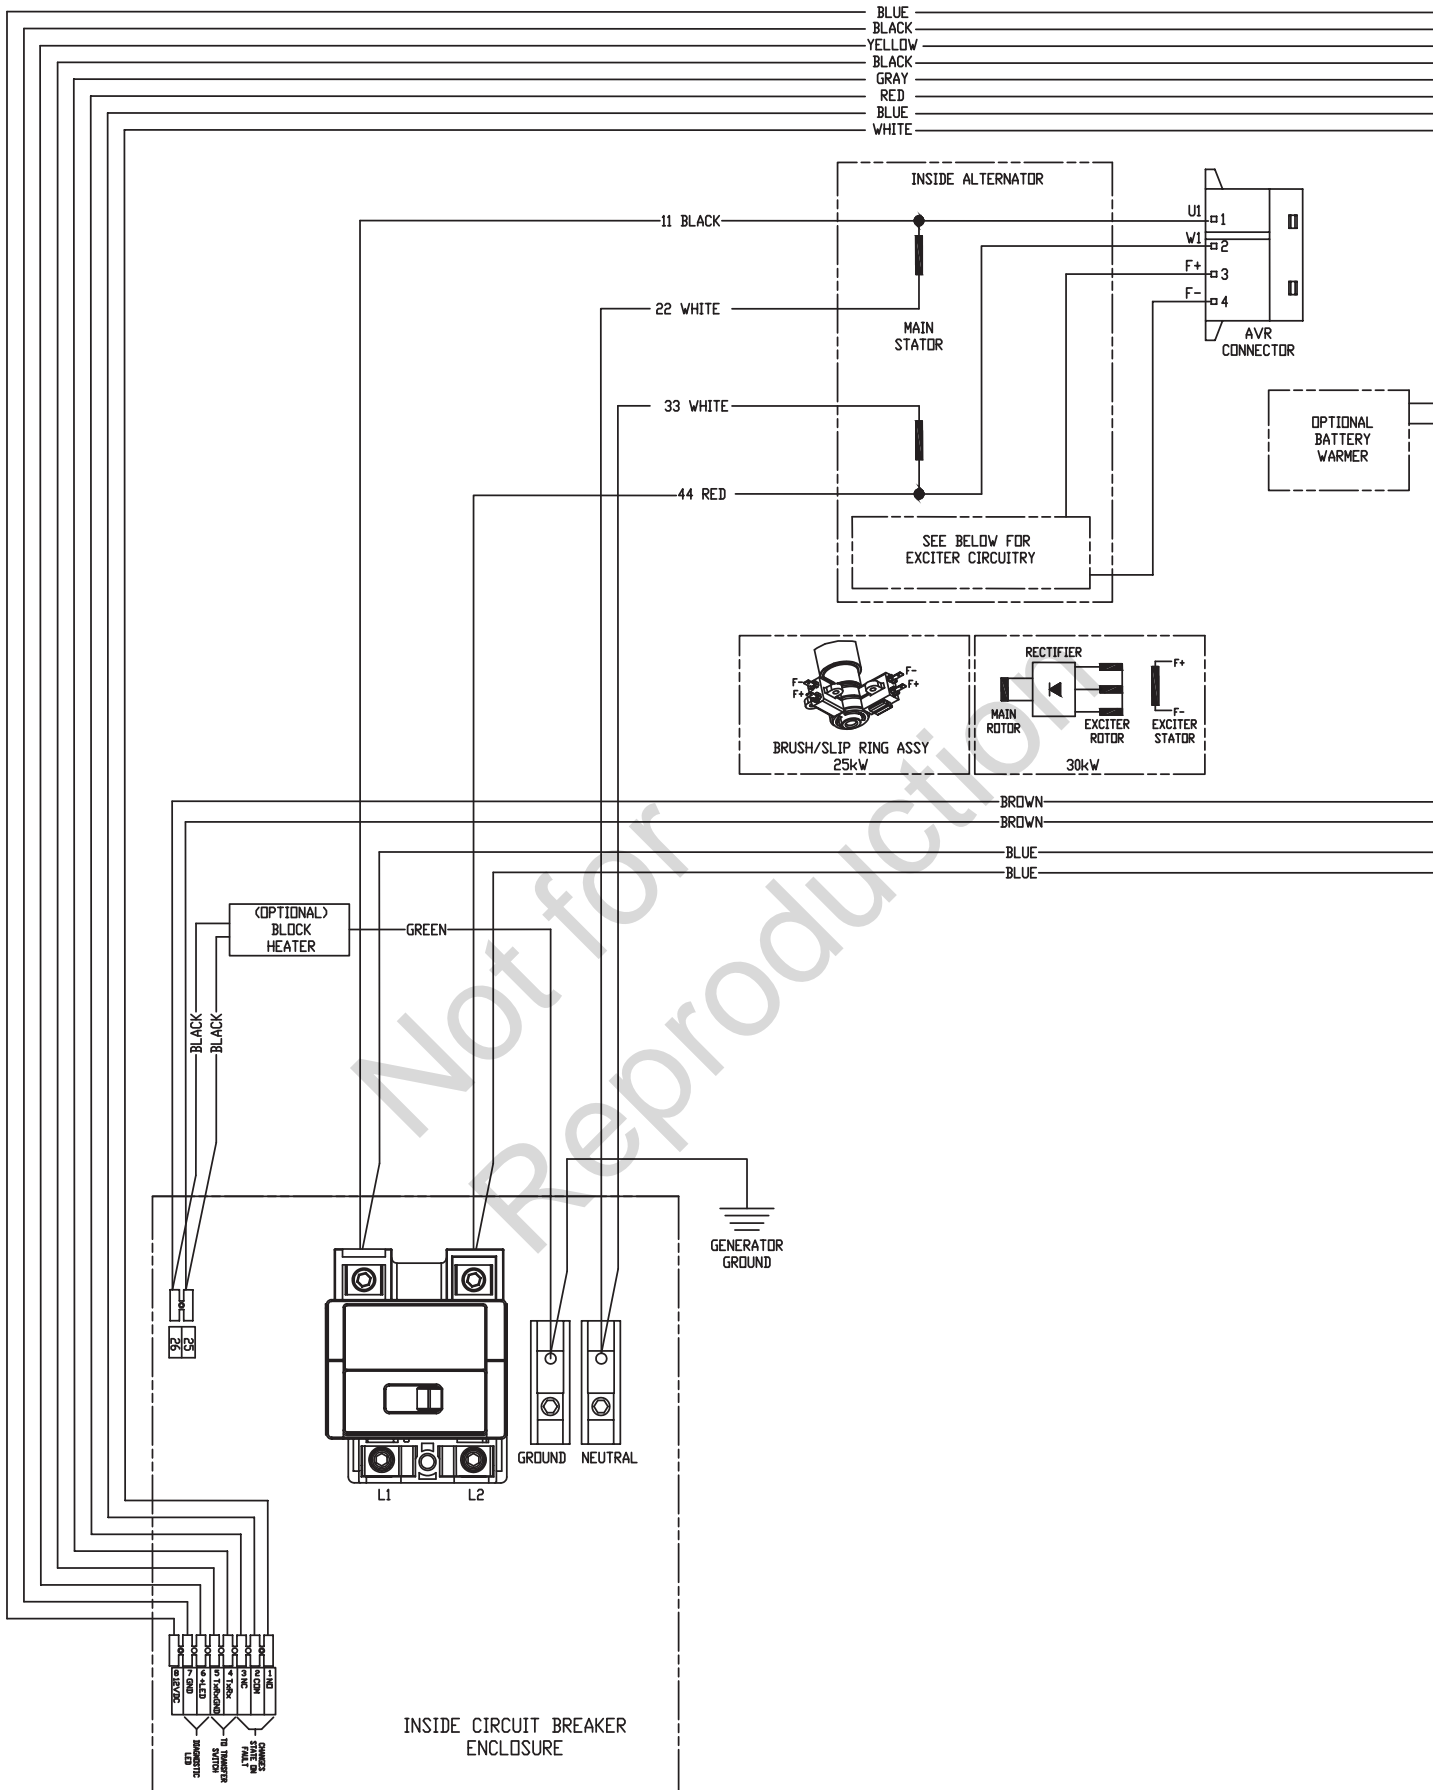 BLUE
BLACK
YELLOW
BLACK
GRAY
RED
BLUE
WHITE
INSIDE ALTERNATOR
11 BLACK
U1
1
W1
2
F+
3
F-
4
22 WHITE
MAIN
STATOR
AVR
CONNECTOR
33 WHITE
OPTIONAL
BATTERY
WARMER
44 RED
SEE BELOW FOR
EXCITER CIRCUITRY
F-
F+
F-
F+
BRUSH/SLIP RING ASSY
25kW
RECTIFIER
MAIN
ROTOR
EXCITER
ROTOR
F+
F-
EXCITER
STATOR
30kW
BROWN
BROWN
BLUE
BLUE
(OPTIONAL)
BLOCK
HEATER
GREEN
BLACK
BLACK
Not for
Reproduction
GENERATOR
GROUND
26
25
GROUND
NEUTRAL
L1
L2
8 12VDC
7 GND
6 +LED
5 TxRxGND
4 TxRx
3 NC
2 COM
1 NO
DIAGNOSTIC
LED
TO TRANSFER
SWITCH
CHANGES
STATE ON
FAULT
INSIDE CIRCUIT BREAKER
ENCLOSURE